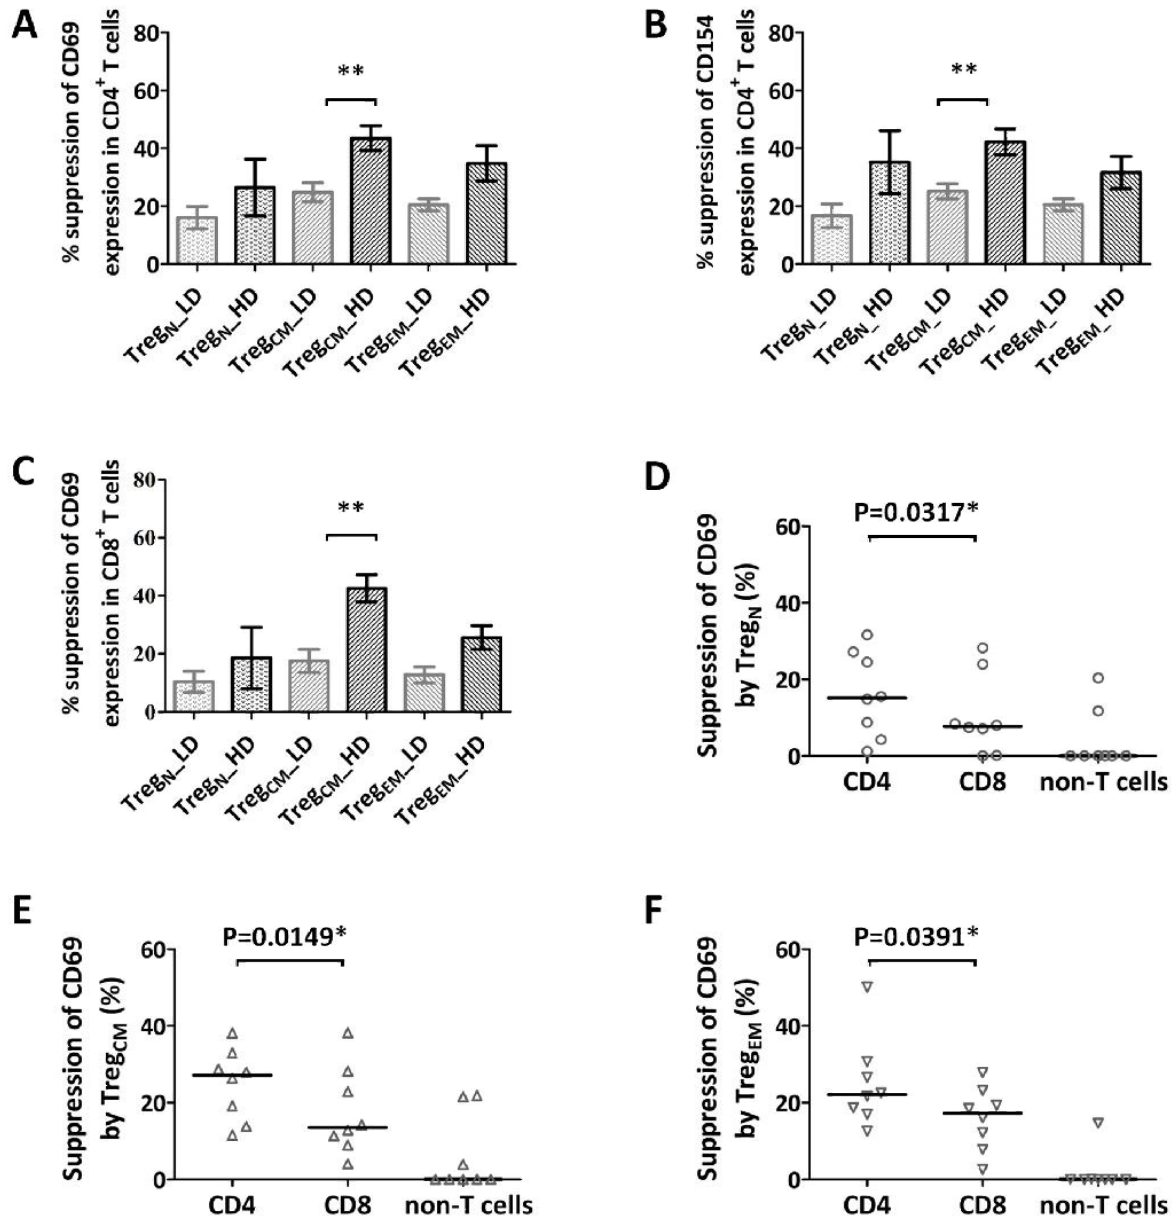 A
% suppression of CD69
expression in CD4+ T cells
80
60
40
20
0
**
TregN_LD
TregN_HD
TregCM_LD
TregCM_HD
TregEM_LD
TregEM_HD
B
% suppression of CD154
expression in CD4+ T cells
80
60
40
20
0
**
TregN_LD
TregN_HD
TregCM_LD
TregCM_HD
TregEM_LD
TregEM_HD
C
% suppression of CD69
expression in CD8+ T cells
80
60
40
20
0
**
TregN_LD
TregN_HD
TregCM_LD
TregCM_HD
TregEM_LD
TregEM_HD
D
Suppression of CD69
by TregN (%)
P=0.0317*
60
40
20
0
CD4 CD8 non-T cells
E
Suppression of CD69
by TregCM (%)
P=0.0149*
60
40
20
0
CD4 CD8 non-T cells
F
Suppression of CD69
by TregEM (%)
P=0.0391*
60
40
20
0
CD4 CD8 non-T cells